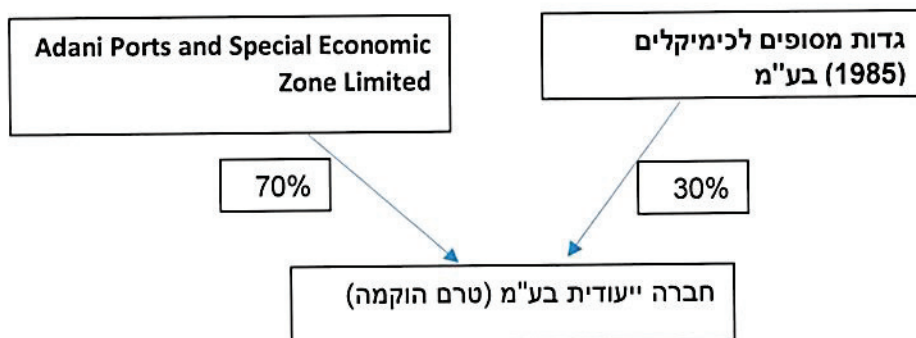 Adani Ports and Special Economic
Zone Limited
גדות מסופים לכימיקלים
(1985) בע"מ
70%
30%
חברה ייעודית בע"מ (טרם הוקמה)